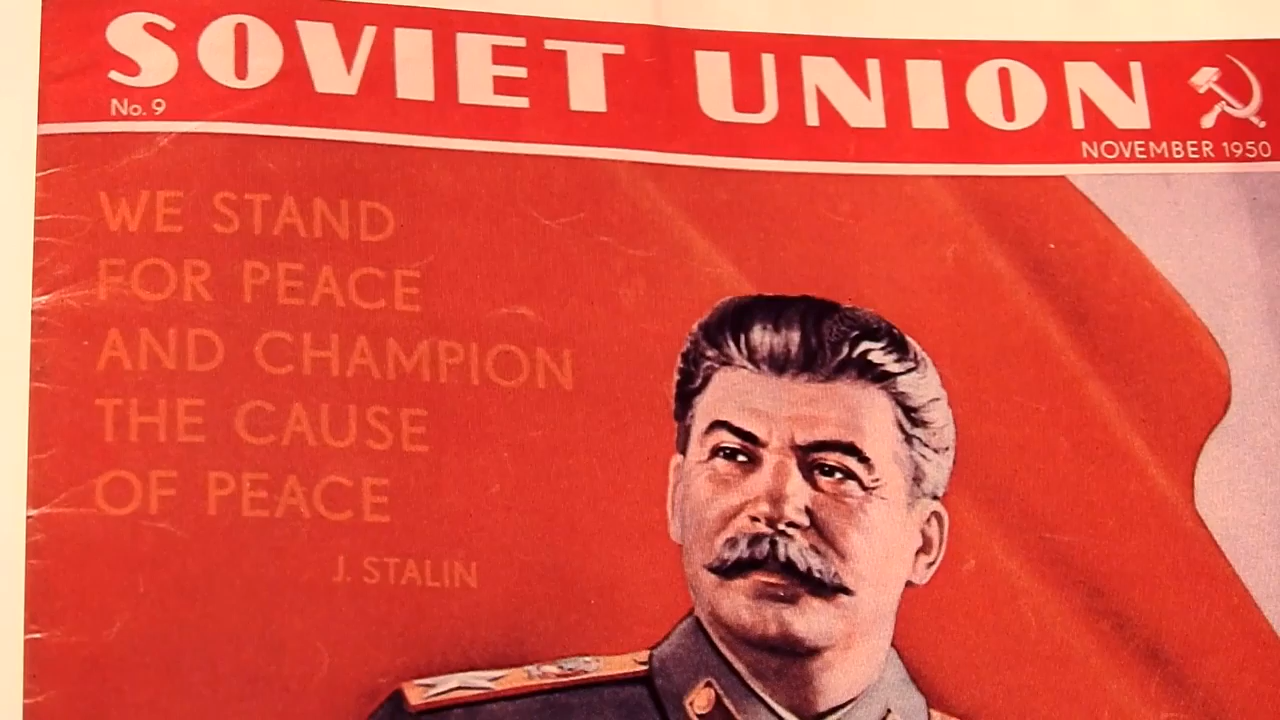 SOVIET UNION
No. 9
NOVEMBER 1950
WE STAND
FOR PEACE
AND CHAMPION
THE CAUSE
OF PEACE
J. STALIN